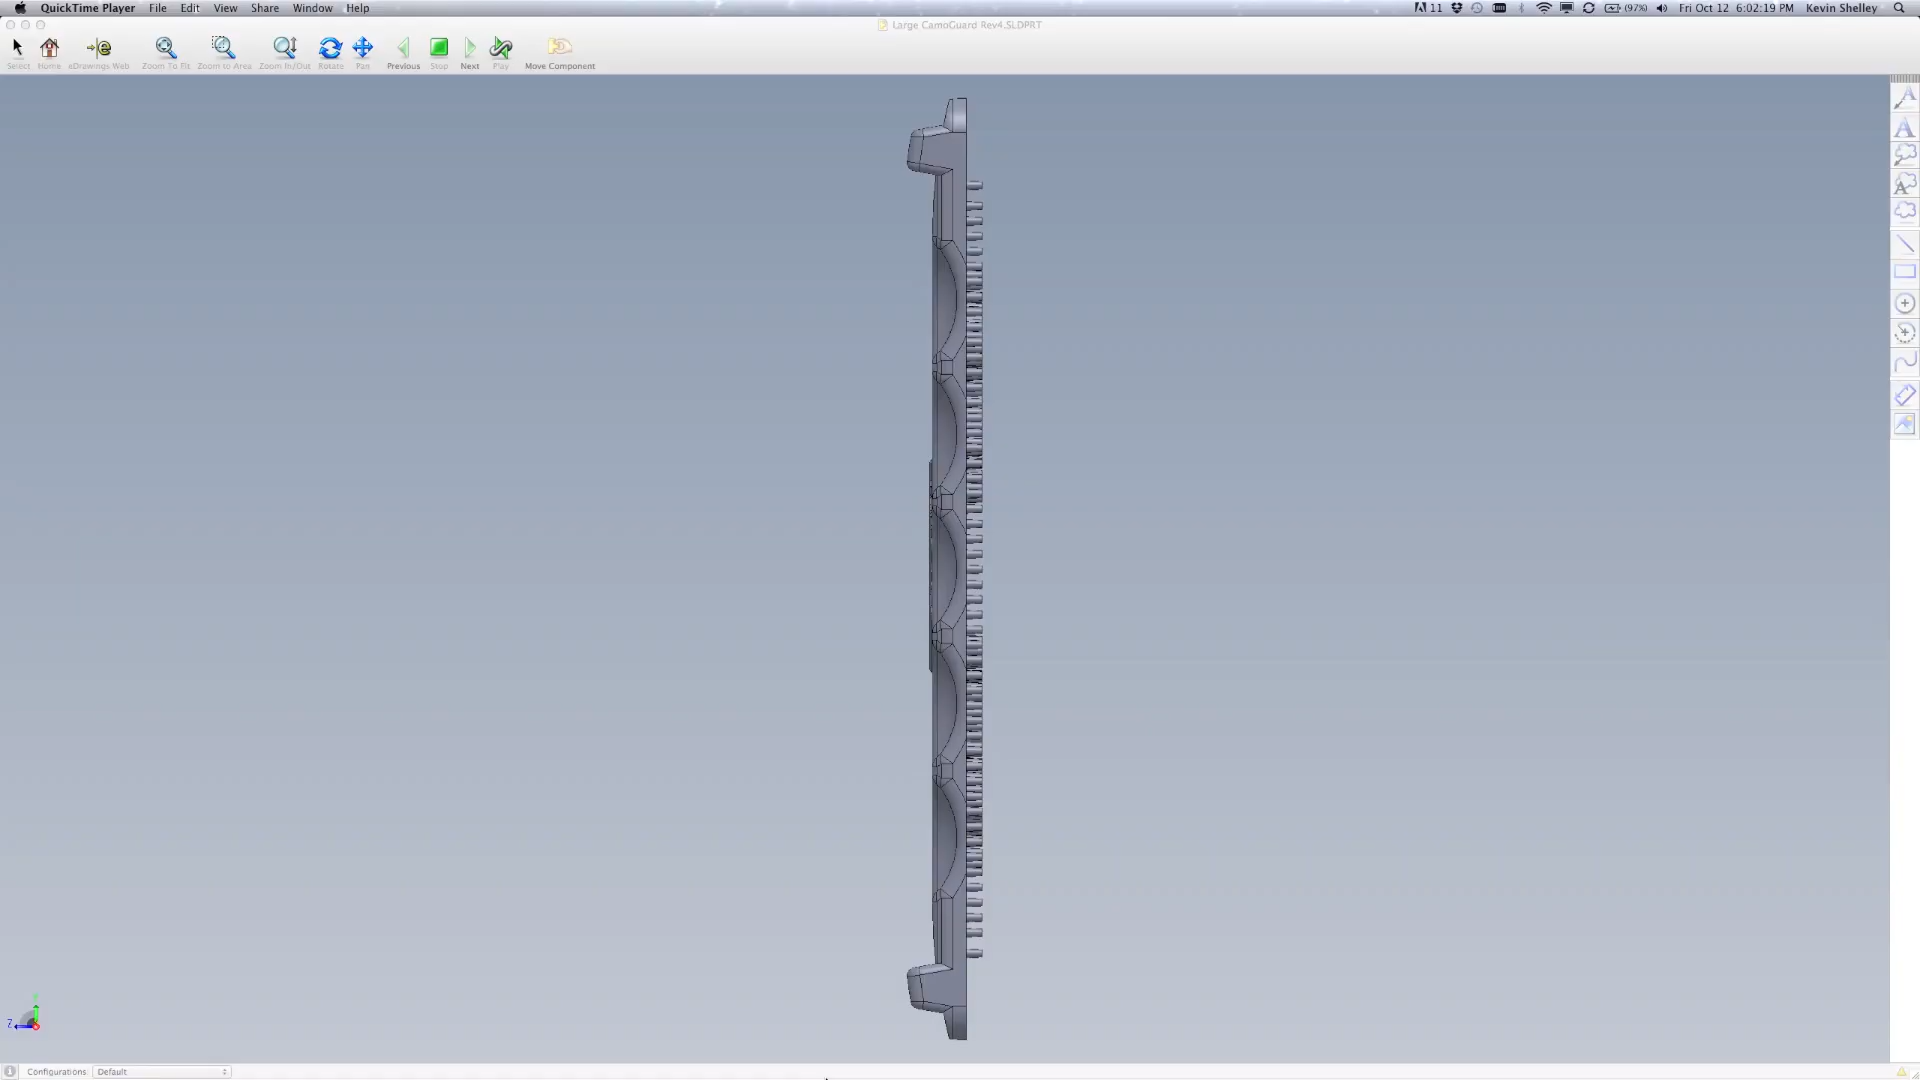 QuickTime Player File Edit View Share Window Help 11 (97%) Fri Oct 12 6:02:19 PM Kevin Shelley
Large CamoGuard Rev4.SLDPRT
Select Home eDrawings Web Zoom To Fit Zoom to Area Zoom In/Out Rotate Pan Previous Stop Next Play Move Component
Z
Configurations Default